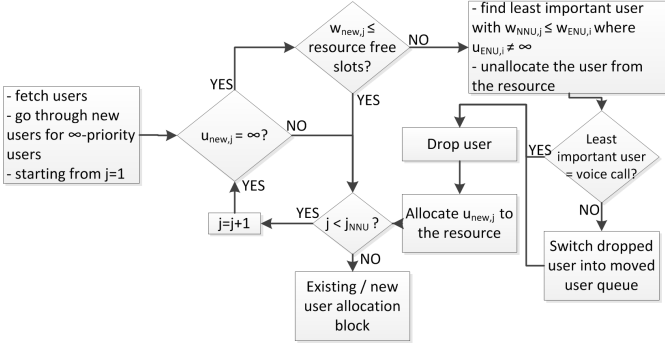 - fetch users
- go through new
users for ∞-priority
users
- starting from j=1
YES
u_new,j = ∞?
NO
YES
j=j+1
w_new,j ≤
resource free
slots?
NO
YES
YES
j < j_NNU ?
NO
Existing / new
user allocation
block
- find least important user
with w_NNU,j ≤ w_ENU,i where
u_ENU,i ≠ ∞
- unallocate the user from
the resource
Drop user
Allocate u_new,j to
the resource
YES
Least
important user
= voice call?
NO
Switch dropped
user into moved
user queue